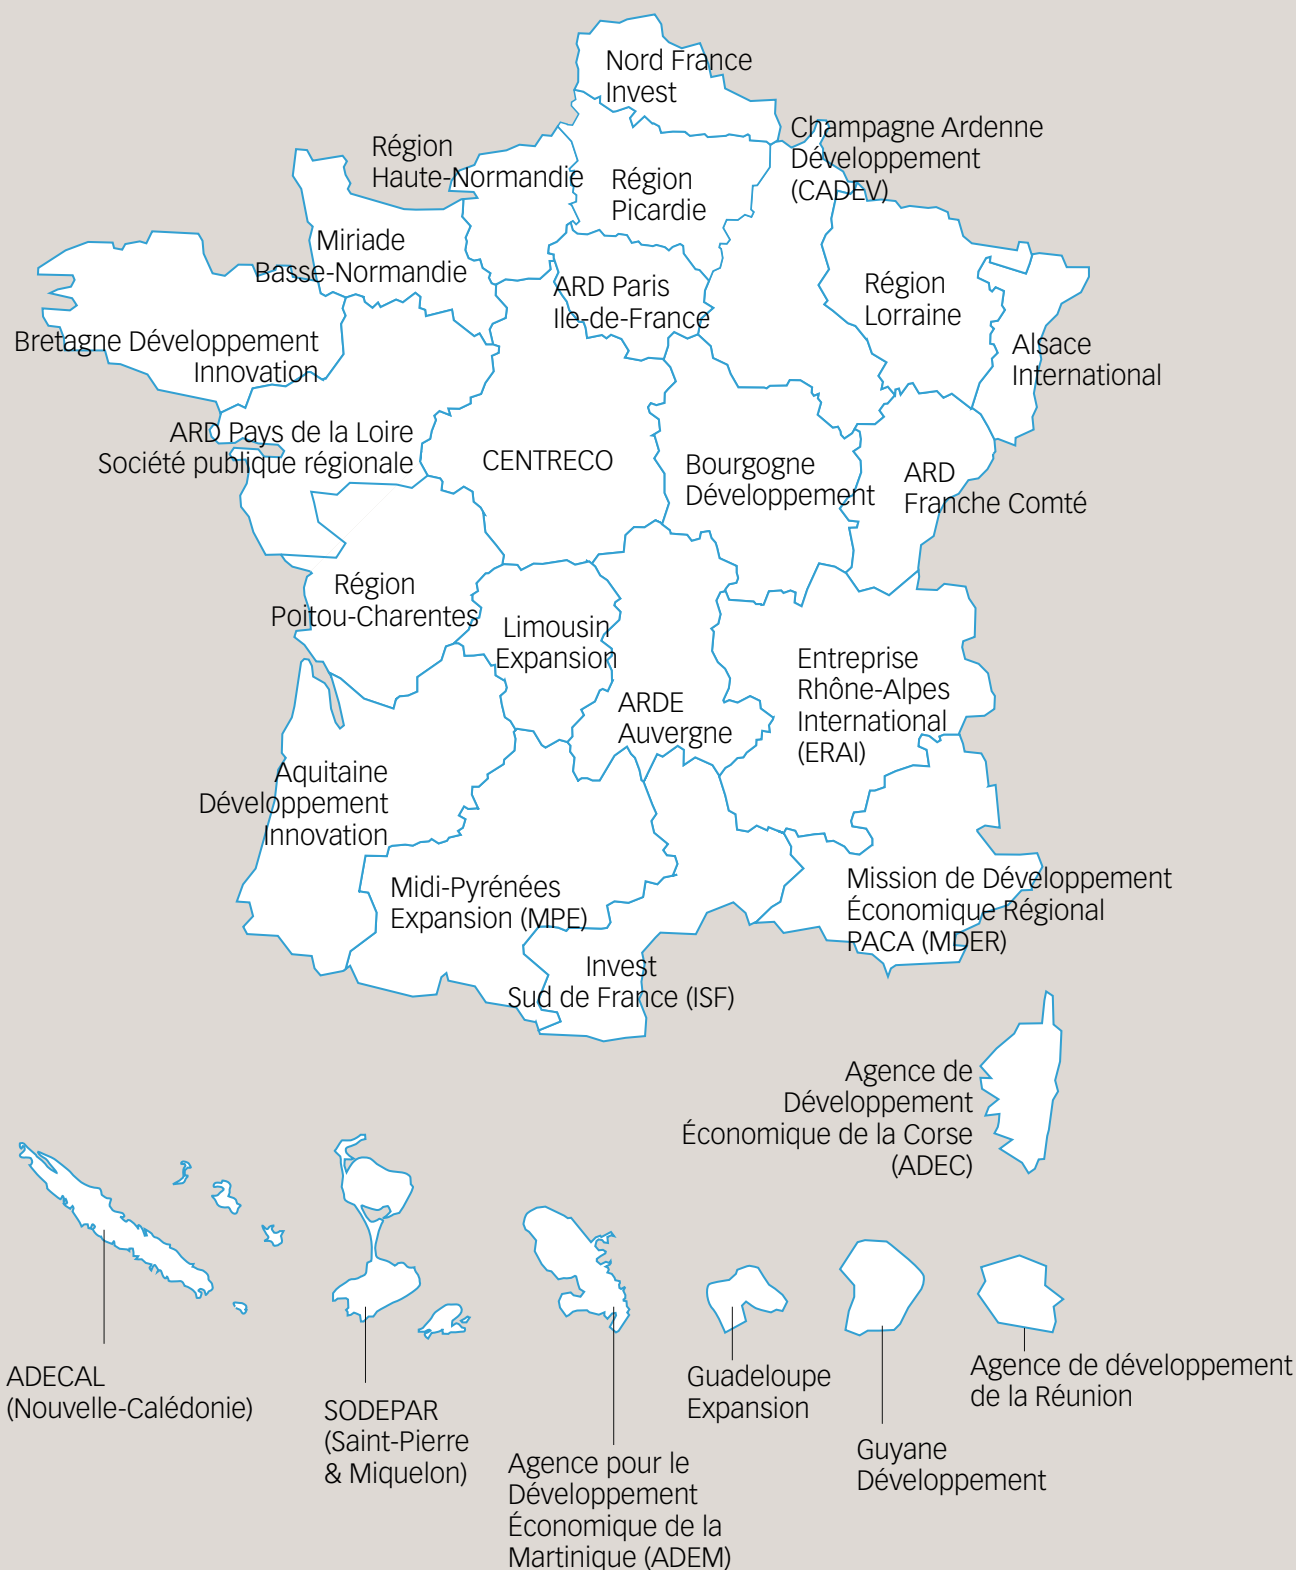 Nord France
Invest
Champagne Ardenne
Développement
(CADEV)
Région
Haute-Normandie
Région
Picardie
Miriade
Basse-Normandie
ARD Paris
Ile-de-France
Région
Lorraine
Alsace
International
Bretagne Développement
Innovation
ARD Pays de la Loire
Société publique régionale
CENTRECO
Bourgogne
Développement
ARD
Franche Comté
Région
Poitou-Charentes
Limousin
Expansion
ARDE
Auvergne
Entreprise
Rhône-Alpes
International
(ERAI)
Aquitaine
Développement
Innovation
Midi-Pyrénées
Expansion (MPE)
Mission de Développement
Économique Régional
PACA (MDER)
Invest
Sud de France (ISF)
Agence de
Développement
Économique de la Corse
(ADEC)
ADECAL
(Nouvelle-Calédonie)
SODEPAR
(Saint-Pierre
& Miquelon)
Agence pour le
Développement
Économique de la
Martinique (ADEM)
Guadeloupe
Expansion
Guyane
Développement
Agence de développement
de la Réunion